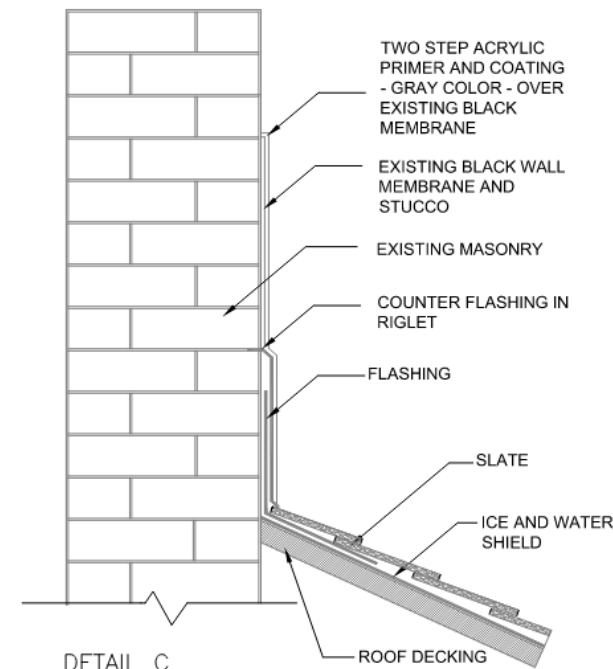 TWO STEP ACRYLIC
PRIMER AND COATING
- GRAY COLOR - OVER
EXISTING BLACK
MEMBRANE
EXISTING BLACK WALL
MEMBRANE AND
STUCCO
EXISTING MASONRY
COUNTER FLASHING IN
RIGLET
FLASHING
SLATE
ICE AND WATER
SHIELD
ROOF DECKING
DETAIL C